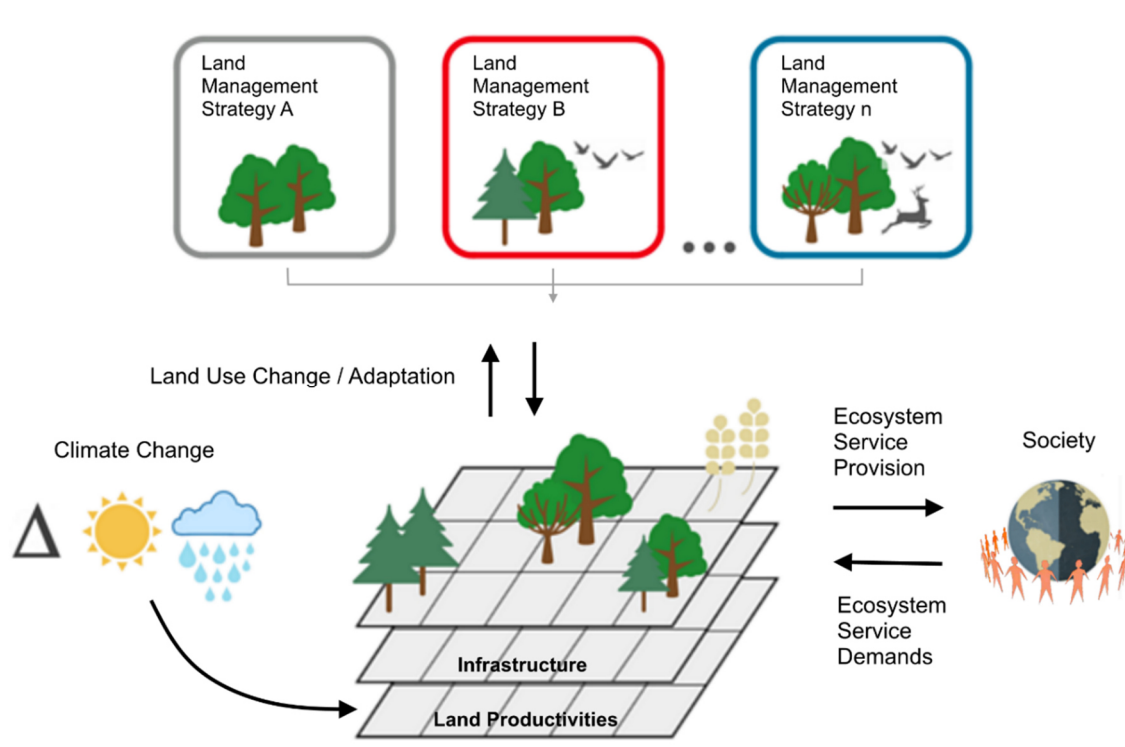 Land
Management
Strategy A
Land
Management
Strategy B
Land
Management
Strategy n
Land Use Change / Adaptation
Climate Change
Δ
Ecosystem
Service
Provision
Society
Ecosystem
Service
Demands
Infrastructure
Land Productivities